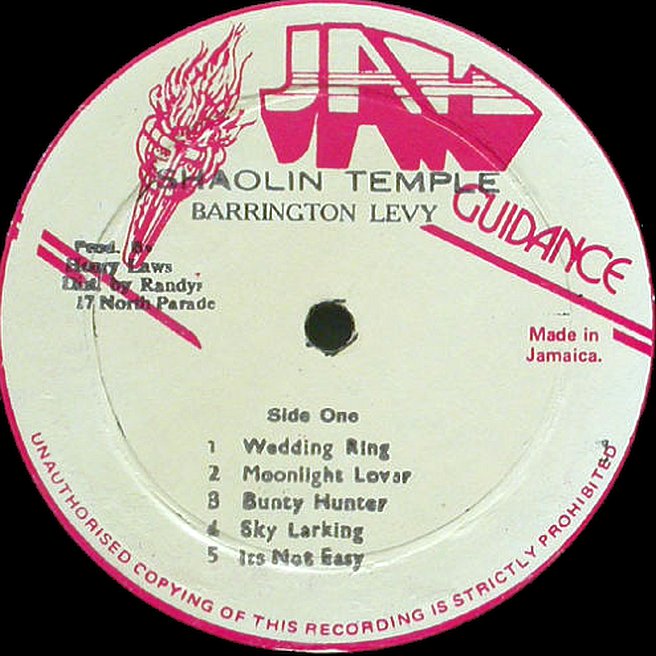 JAH
GUIDANCE
SHAOLIN TEMPLE
BARRINGTON LEVY
Prod. By
Henry Laws
Dist. by Randys
17 North Parade
Made in
Jamaica.
Side One
1 Wedding Ring
2 Moonlight Lover
3 Bunty Hunter
4 Sky Larking
5 Its Not Easy
UNAUTHORISED COPYING OF THIS RECORDING IS STRICTLY PROHIBITED